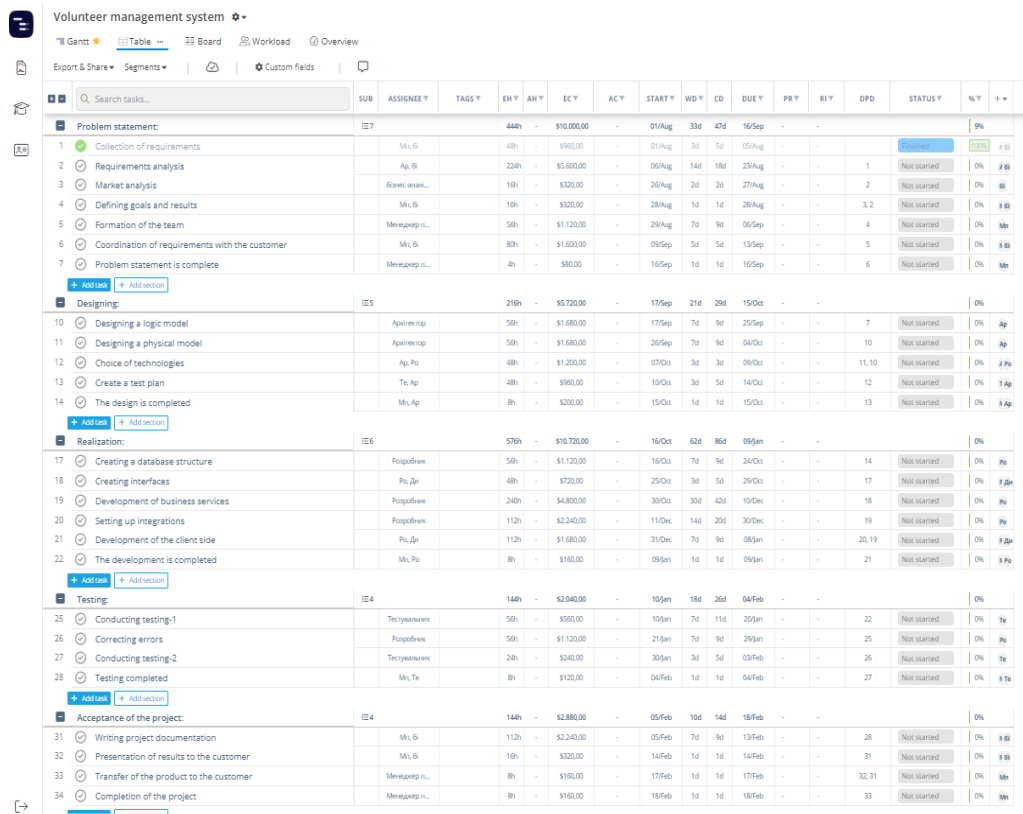 Volunteer management system
Gantt Table Board Workload Overview
Export & Share Segments Custom fields
Search tasks... SUB ASSIGNEE TAGS EH AH EC AC START WD CD DUE PR RI DPD STATUS %
Problem statement: 7 444h - $10.000,00 - 01/Aug 33d 47d 16/Sep - - 9%
1 Collection of requirements Мп, бі 48h - $960,00 - 01/Aug 3d 5d 05/Aug - - Finished 100%
2 Requirements analysis Ар, бі 224h - $5.600,00 - 06/Aug 14d 18d 23/Aug - - 1 Not started 0%
3 Market analysis бізнес-аналі... 16h - $320,00 - 26/Aug 2d 2d 27/Aug - - 2 Not started 0% бі
4 Defining goals and results Мп, бі 16h - $320,00 - 28/Aug 1d 1d 28/Aug - - 3, 2 Not started 0%
5 Formation of the team Менеджер п... 56h - $1.120,00 - 29/Aug 7d 9d 06/Sep - - 4 Not started 0% Мп
6 Coordination of requirements with the customer Мп, бі 80h - $1.600,00 - 09/Sep 5d 5d 13/Sep - - 5 Not started 0%
7 Problem statement is complete Менеджер п... 4h - $80,00 - 16/Sep 1d 1d 16/Sep - - 6 Not started 0% Мп
+ Add task + Add section
Designing: 5 216h - $5.720,00 - 17/Sep 21d 29d 15/Oct - - 0%
10 Designing a logic model Архітектор 56h - $1.680,00 - 17/Sep 7d 9d 25/Sep - - 7 Not started 0% Ар
11 Designing a physical model Архітектор 56h - $1.680,00 - 26/Sep 7d 9d 04/Oct - - 10 Not started 0% Ар
12 Choice of technologies Ар, Ро 48h - $1.200,00 - 07/Oct 3d 3d 09/Oct - - 11, 10 Not started 0% Ро
13 Create a test plan Те, Ар 48h - $960,00 - 10/Oct 3d 5d 14/Oct - - 12 Not started 0% Ар
14 The design is completed Мп, Ар 8h - $200,00 - 15/Oct 1d 1d 15/Oct - - 13 Not started 0% Ар
+ Add task + Add section
Realization: 6 576h - $10.720,00 - 16/Oct 62d 86d 09/Jan - - 0%
17 Creating a database structure Розробник 56h - $1.120,00 - 16/Oct 7d 9d 24/Oct - - 14 Not started 0% Ро
18 Creating interfaces Ро, Ди 48h - $720,00 - 25/Oct 3d 5d 29/Oct - - 17 Not started 0% Ди
19 Development of business services Розробник 240h - $4.800,00 - 30/Oct 30d 42d 10/Dec - - 18 Not started 0% Ро
20 Setting up integrations Розробник 112h - $2.240,00 - 11/Dec 14d 20d 30/Dec - - 19 Not started 0% Ро
21 Development of the client side Ро, Ди 112h - $1.680,00 - 31/Dec 7d 9d 08/Jan - - 20, 19 Not started 0% Ди
22 The development is completed Мп, Ро 8h - $160,00 - 09/Jan 1d 1d 09/Jan - - 21 Not started 0% Ро
+ Add task + Add section
Testing: 4 144h - $2.040,00 - 10/Jan 18d 26d 04/Feb - - 0%
25 Conducting testing-1 Тестувальник 56h - $560,00 - 10/Jan 7d 11d 20/Jan - - 22 Not started 0% Те
26 Correcting errors Розробник 56h - $1.120,00 - 21/Jan 7d 9d 29/Jan - - 25 Not started 0% Ро
27 Conducting testing-2 Тестувальник 24h - $240,00 - 30/Jan 3d 5d 03/Feb - - 26 Not started 0% Те
28 Testing completed Мп, Те 8h - $120,00 - 04/Feb 1d 1d 04/Feb - - 27 Not started 0% Те
+ Add task + Add section
Acceptance of the project: 4 144h - $2.880,00 - 05/Feb 10d 14d 18/Feb - - 0%
31 Writing project documentation Мп, бі 112h - $2.240,00 - 05/Feb 7d 9d 13/Feb - - 28 Not started 0%
32 Presentation of results to the customer Мп, бі 16h - $320,00 - 14/Feb 1d 1d 14/Feb - - 31 Not started 0%
33 Transfer of the product to the customer Менеджер п... 8h - $160,00 - 17/Feb 1d 1d 17/Feb - - 32, 31 Not started 0% Мп
34 Completion of the project Менеджер п... 8h - $160,00 - 18/Feb 1d 1d 18/Feb - - 33 Not started 0% Мп